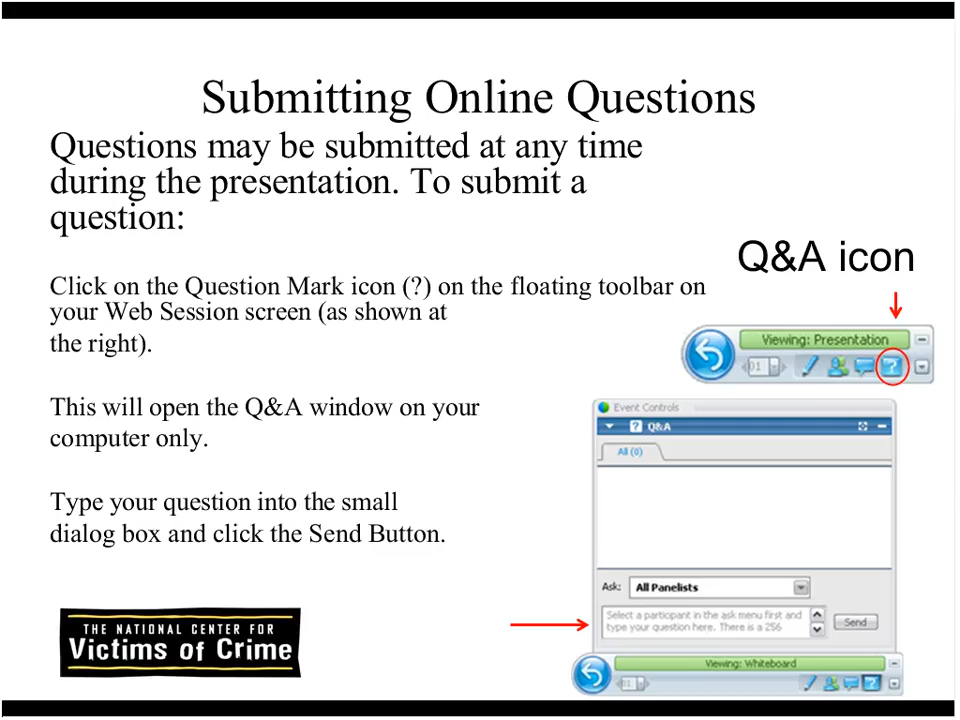 Submitting Online Questions
Questions may be submitted at any time
during the presentation. To submit a
question:
Q&A icon
Click on the Question Mark icon (?) on the floating toolbar on
your Web Session screen (as shown at
the right).
Viewing: Presentation
01
?
This will open the Q&A window on your
computer only.
Event Controls
? Q&A
All (0)
Type your question into the small
dialog box and click the Send Button.
Ask: All Panelists
Select a participant in the ask menu first and
type your question here. There is a 256
Send
THE NATIONAL CENTER FOR
Victims of Crime
Viewing: Whiteboard
01
?